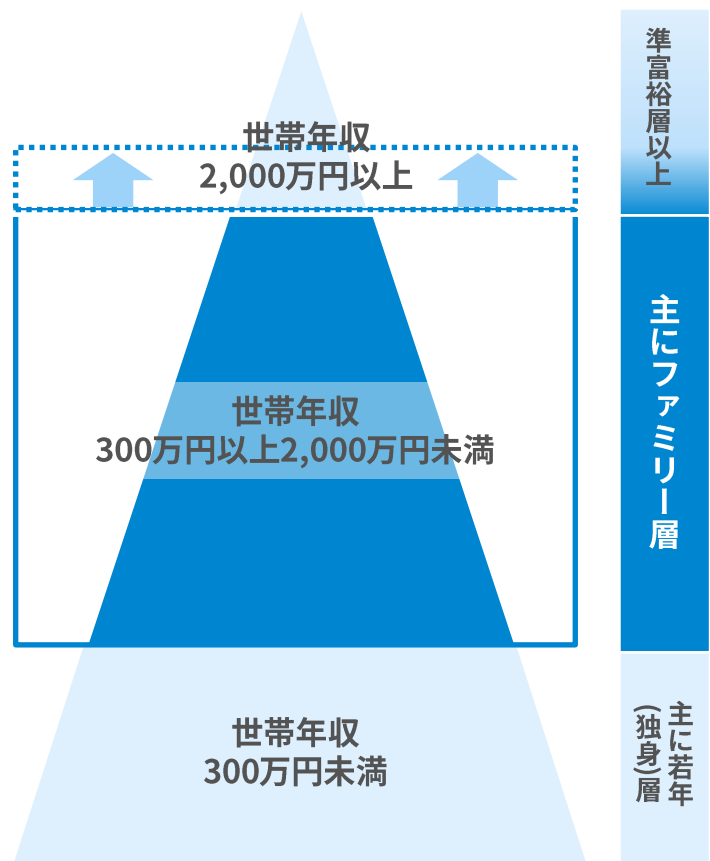 世帯年収
2,000万円以上
準富裕層以上
世帯年収
300万円以上2,000万円未満
主にファミリー層
世帯年収
300万円未満
主に若年
(独身)層